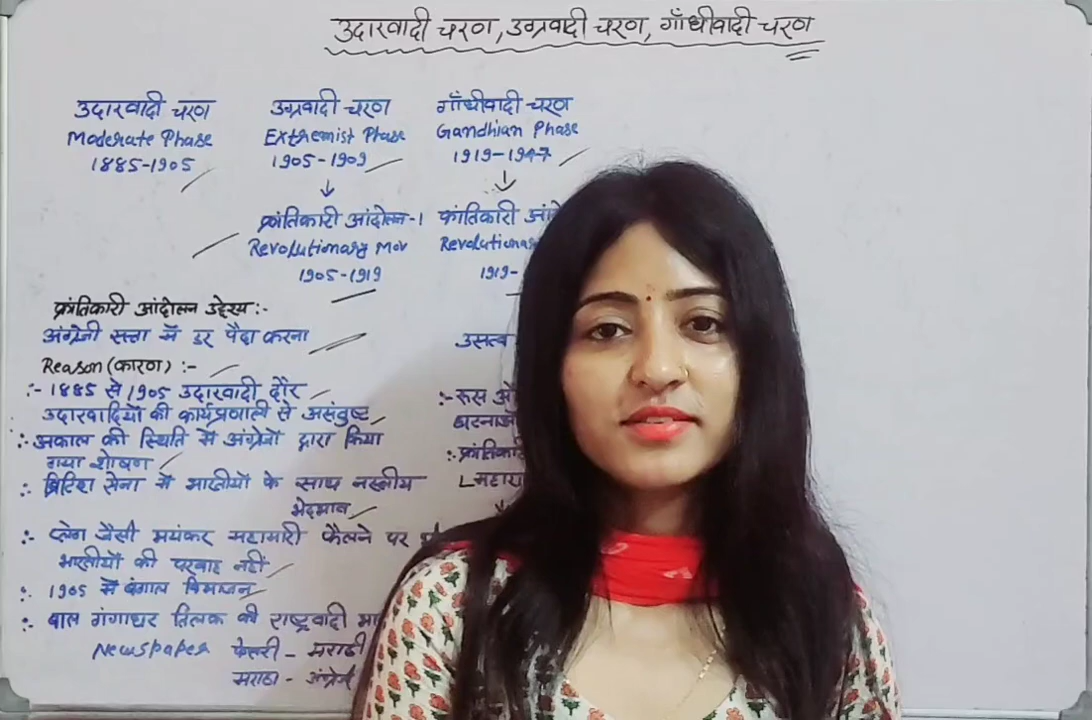 उदारवादी चरण, उग्रवादी चरण, गाँधीवादी चरण
उदारवादी चरण
Moderate Phase
1885-1905
उग्रवादी चरण
Extremist Phase
1905-1909
↓
क्रांतिकारी आंदोलन-1
Revolutionary Mov
1905-1919
गाँधीवादी चरण
Gandhian Phase
1919-1947
↓
क्रांतिकारी
1919-
क्रांतिकारी आंदोलन उद्देश्य:-
अंग्रेजी सत्ता में डर पैदा करना
Reason (कारण) :-
:- 1885 से 1905 उदारवादी दौर
उदारवादियों की कार्यप्रणाली से असंतुष्ट
∴ अकाल की स्थिति में अंग्रेजों द्वारा किया
गया शोषण
∴ ब्रिटिश सेना में भारतीयों के साथ नस्लीय
भेदभाव
∴- प्लेग जैसी भयंकर महामारी फैलने पर
भारतीयों की परवाह नहीं
∴ 1905 में बंगाल विभाजन
∴ बाल गंगाधर तिलक की राष्ट्रवादी
Newspaper केसरी - मराठी
मराठा -
:- रूस